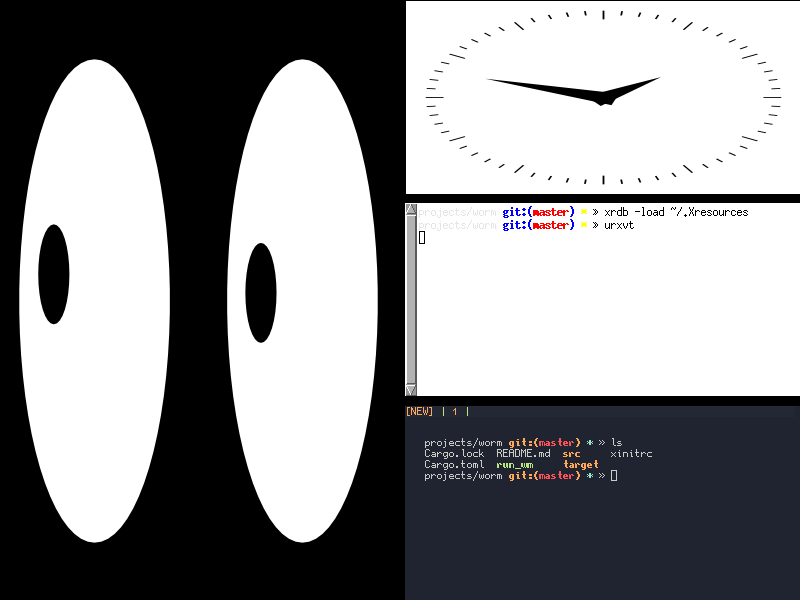 projects/worm git:(master) * » xrdb -load ~/.Xresources
projects/worm git:(master) * » urxvt
[NEW] | 1 |
projects/worm git:(master) * » ls
Cargo.lock README.md src xinitrc
Cargo.toml run_wm target
projects/worm git:(master) * »